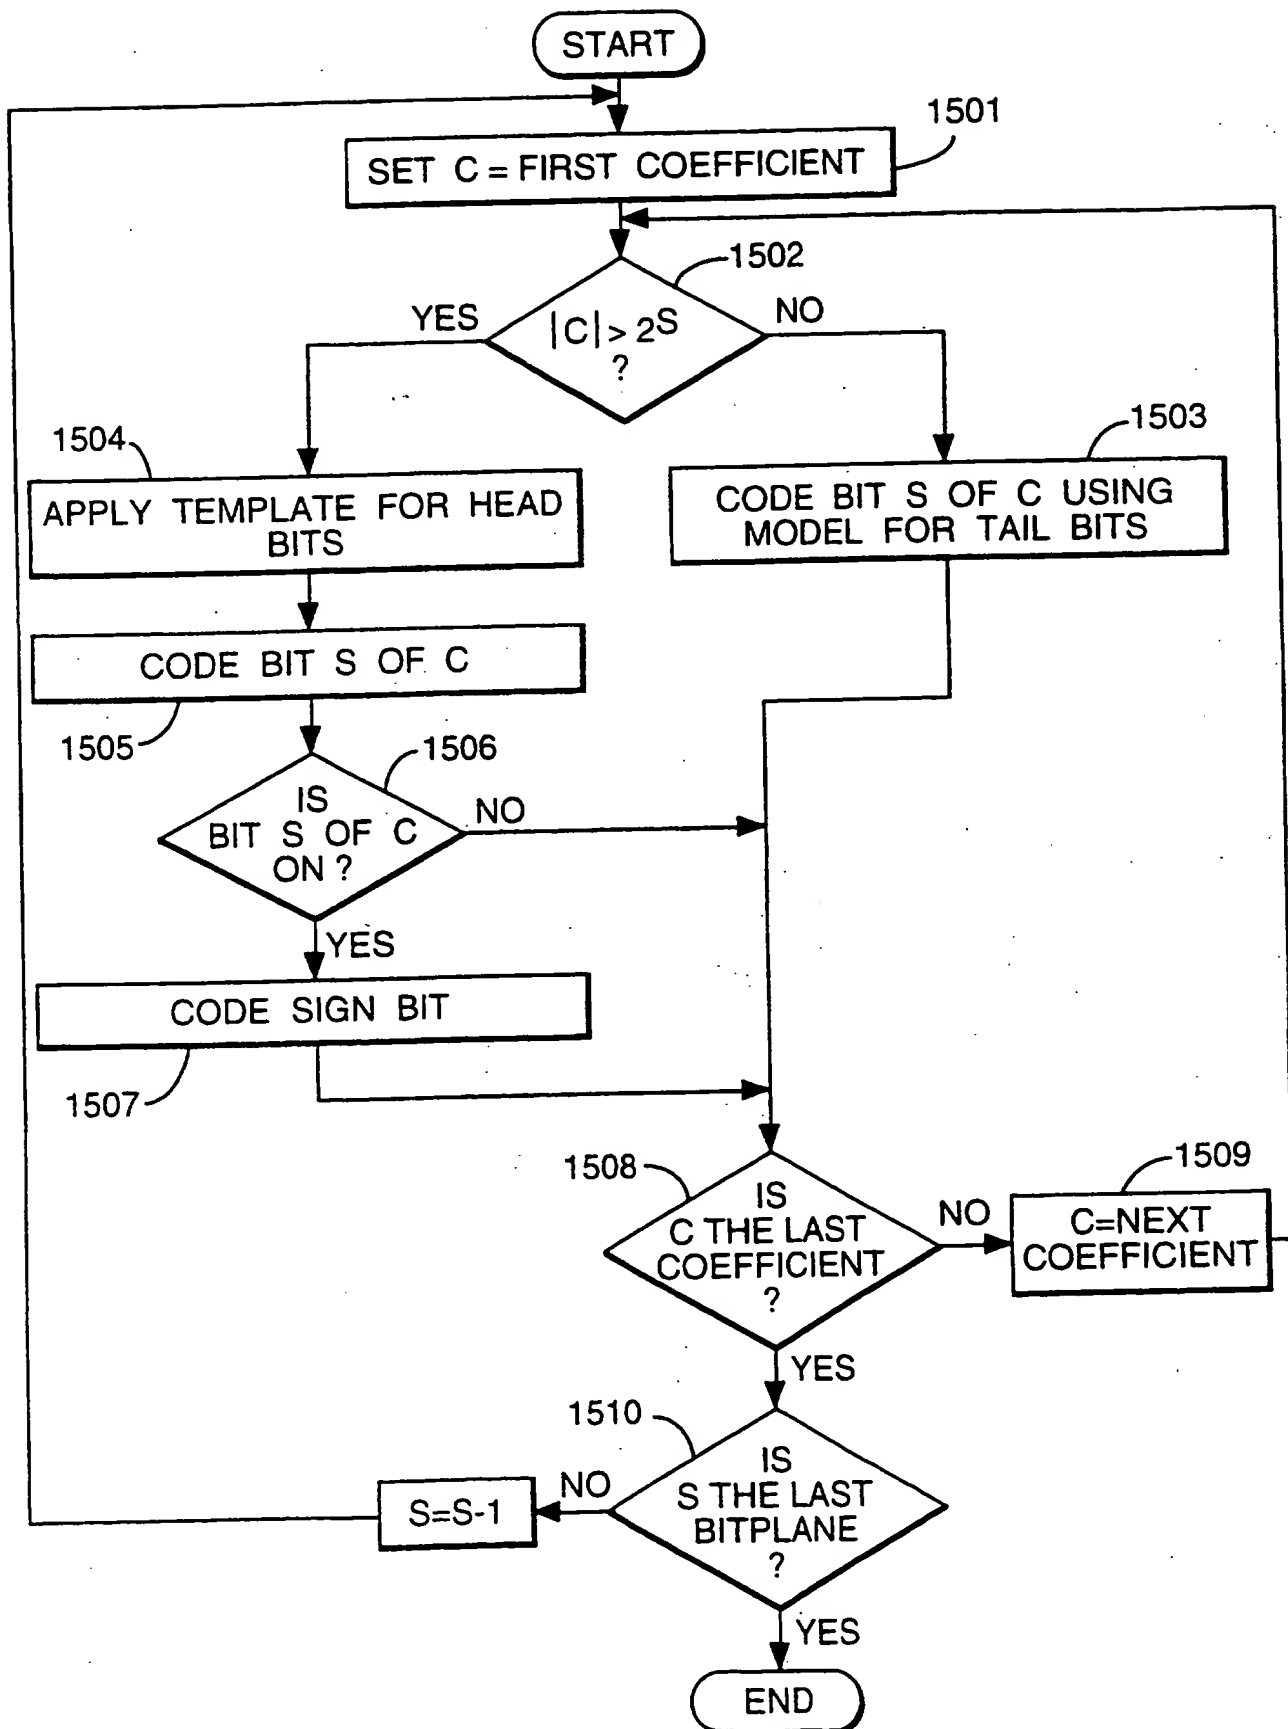 START
1501
SET C = FIRST COEFFICIENT
1502
YES
NO
|C| > 2S
?
1504
1503
APPLY TEMPLATE FOR HEAD
BITS
CODE BIT S OF C USING
MODEL FOR TAIL BITS
CODE BIT S OF C
1505
1506
IS
BIT S OF C
ON ?
NO
YES
CODE SIGN BIT
1507
1508
1509
IS
C THE LAST
COEFFICIENT
?
NO
C=NEXT
COEFFICIENT
YES
1510
IS
S THE LAST
BITPLANE
?
NO
S=S-1
YES
END